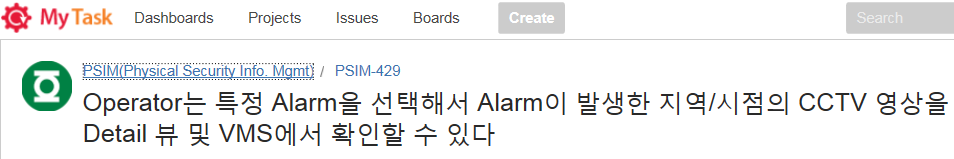 My Task Dashboards Projects Issues Boards Create Search
PSIM(Physical Security Info. Mgmt) / PSIM-429
Operator는 특정 Alarm을 선택해서 Alarm이 발생한 지역/시점의 CCTV 영상을
Detail 뷰 및 VMS에서 확인할 수 있다